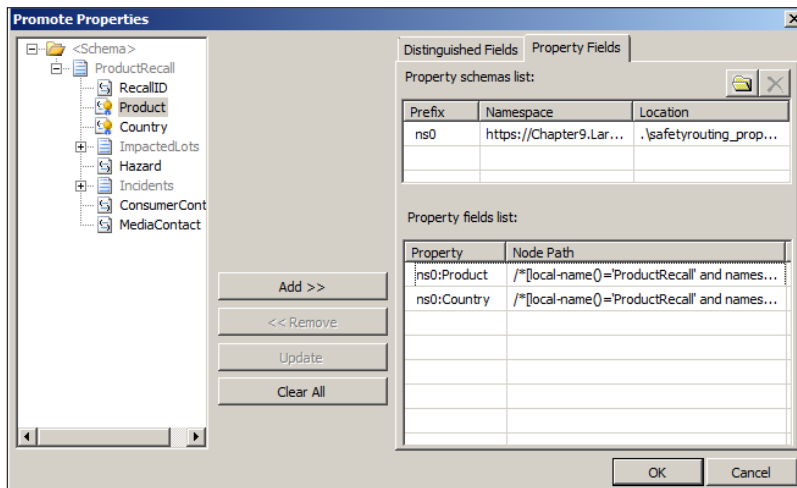 Promote Properties
<Schema>
ProductRecall
RecallID
Product
Country
ImpactedLots
Hazard
Incidents
ConsumerCont
MediaContact
Add >>
<< Remove
Update
Clear All
Distinguished Fields Property Fields
Property schemas list:
Prefix Namespace Location
ns0 https://Chapter9.Lar... .\safetyrouting_prop...
Property fields list:
Property Node Path
ns0:Product /*[local-name()='ProductRecall' and names...
ns0:Country /*[local-name()='ProductRecall' and names...
OK Cancel